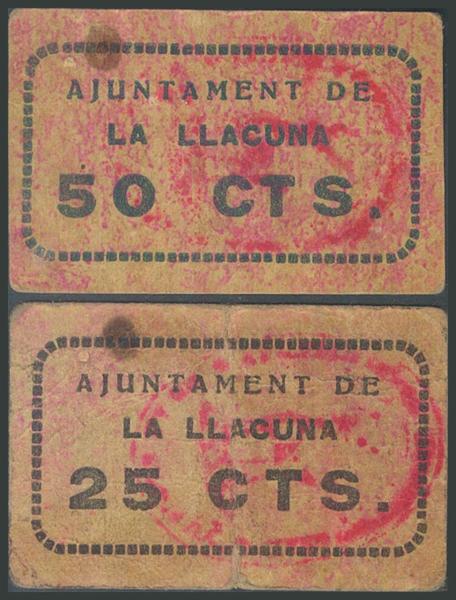 AJUNTAMENT DE
LA LLACUNA
50 CTS.
AJUNTAMENT DE
LA LLACUNA
25 CTS.